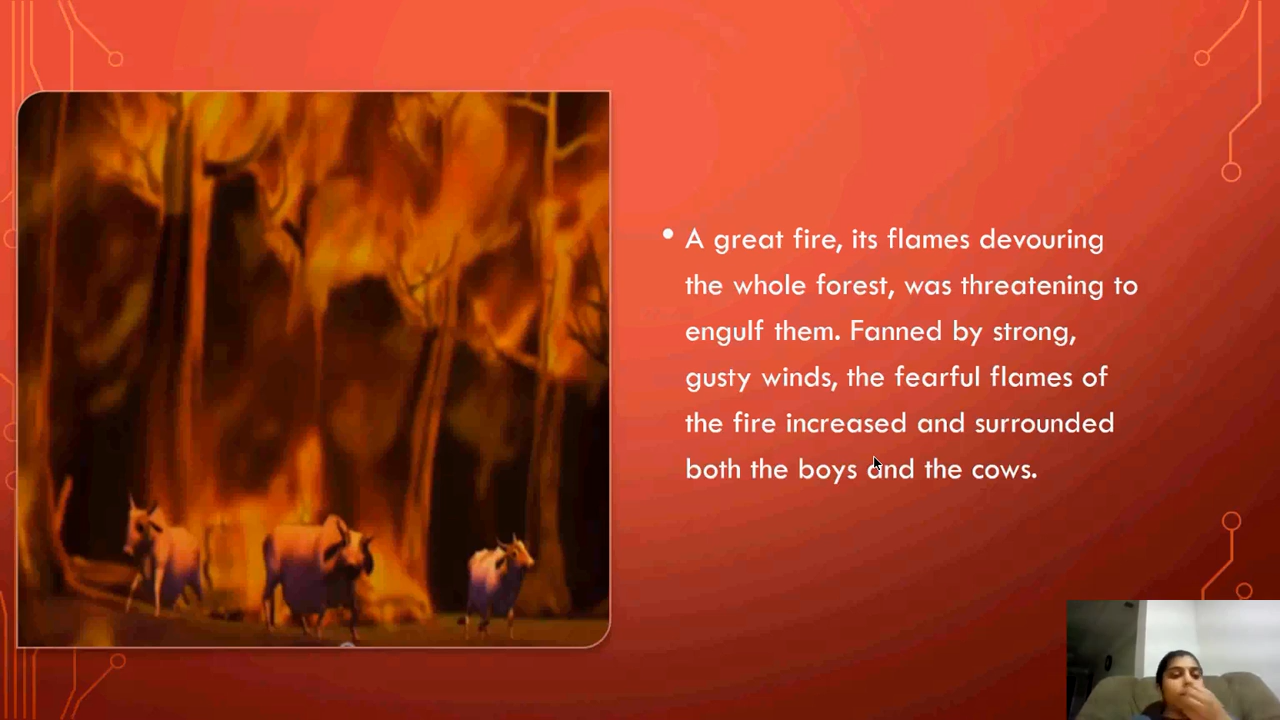 • A great fire, its flames devouring
the whole forest, was threatening to
engulf them. Fanned by strong,
gusty winds, the fearful flames of
the fire increased and surrounded
both the boys and the cows.